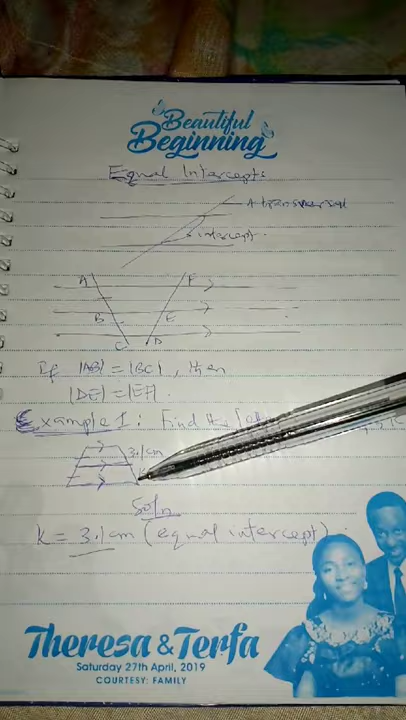 Beautiful
Beginning
Equal Intercepts
A transversal
intercept.
A F
B E
C D
If |AB| = |BC|, then
|DE| = |EF|.
Example 1: Find the
3.1cm
k
Soln
k = 3.1cm (equal intercept)
Theresa & Terfa
Saturday 27th April, 2019
COURTESY: FAMILY